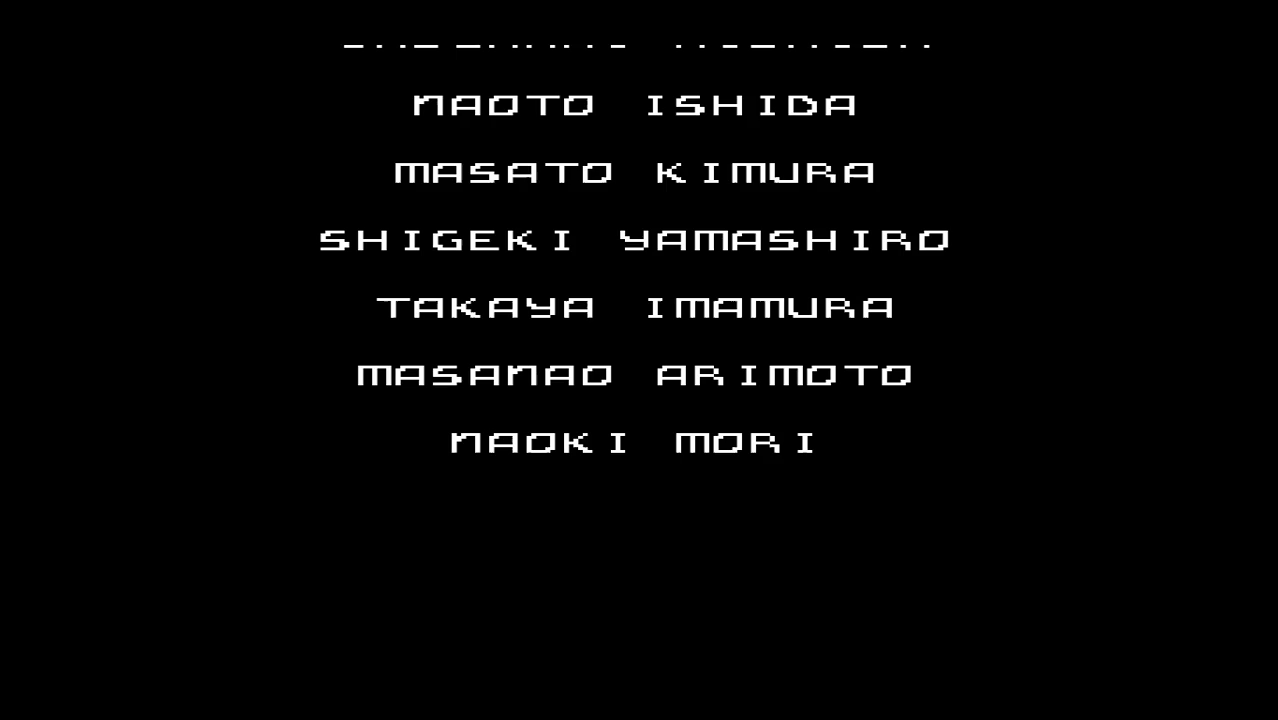 NAOTO ISHIDA
MASATO KIMURA
SHIGEKI YAMASHIRO
TAKAYA IMAMURA
MASANAO ARIMOTO
NAOKI MORI